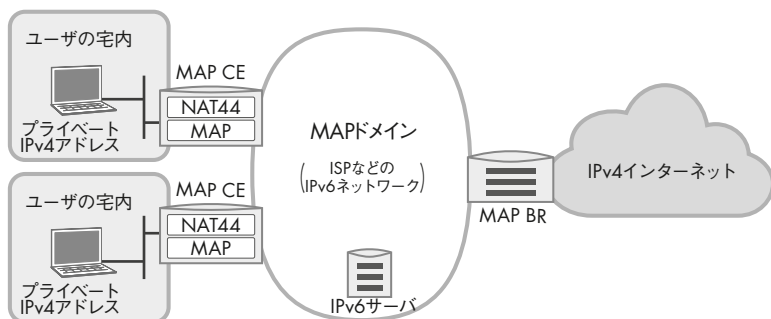 ユーザの宅内
プライベート
IPv4アドレス
MAP CE
NAT44
MAP
ユーザの宅内
プライベート
IPv4アドレス
MAP CE
NAT44
MAP
MAPドメイン
(ISPなどの
IPv6ネットワーク)
IPv6サーバ
MAP BR
IPv4インターネット